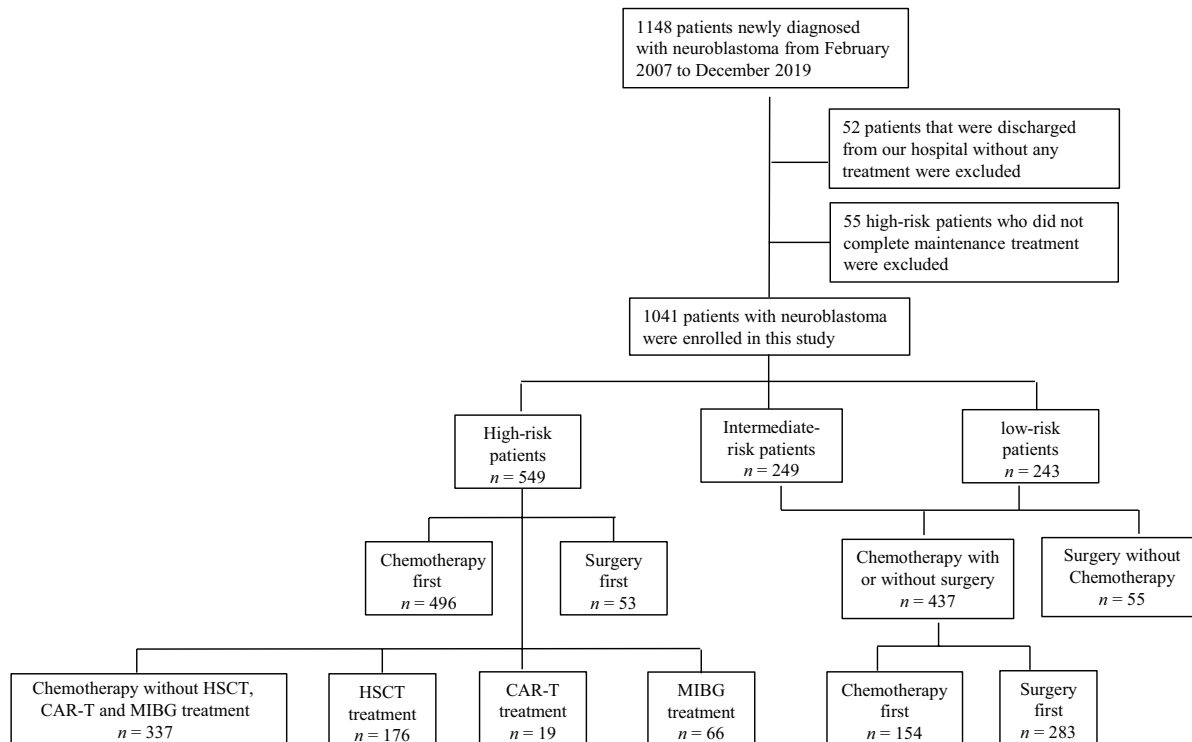 1148 patients newly diagnosed
with neuroblastoma from February
2007 to December 2019
52 patients that were discharged
from our hospital without any
treatment were excluded
55 high-risk patients who did not
complete maintenance treatment
were excluded
1041 patients with neuroblastoma
were enrolled in this study
High-risk
patients
n = 549
Intermediate-
risk patients
n = 249
low-risk
patients
n = 243
Chemotherapy
first
n = 496
Surgery
first
n = 53
Chemotherapy with
or without surgery
n = 437
Surgery without
Chemotherapy
n = 55
Chemotherapy without HSCT,
CAR-T and MIBG treatment
n = 337
HSCT
treatment
n = 176
CAR-T
treatment
n = 19
MIBG
treatment
n = 66
Chemotherapy
first
n = 154
Surgery
first
n = 283